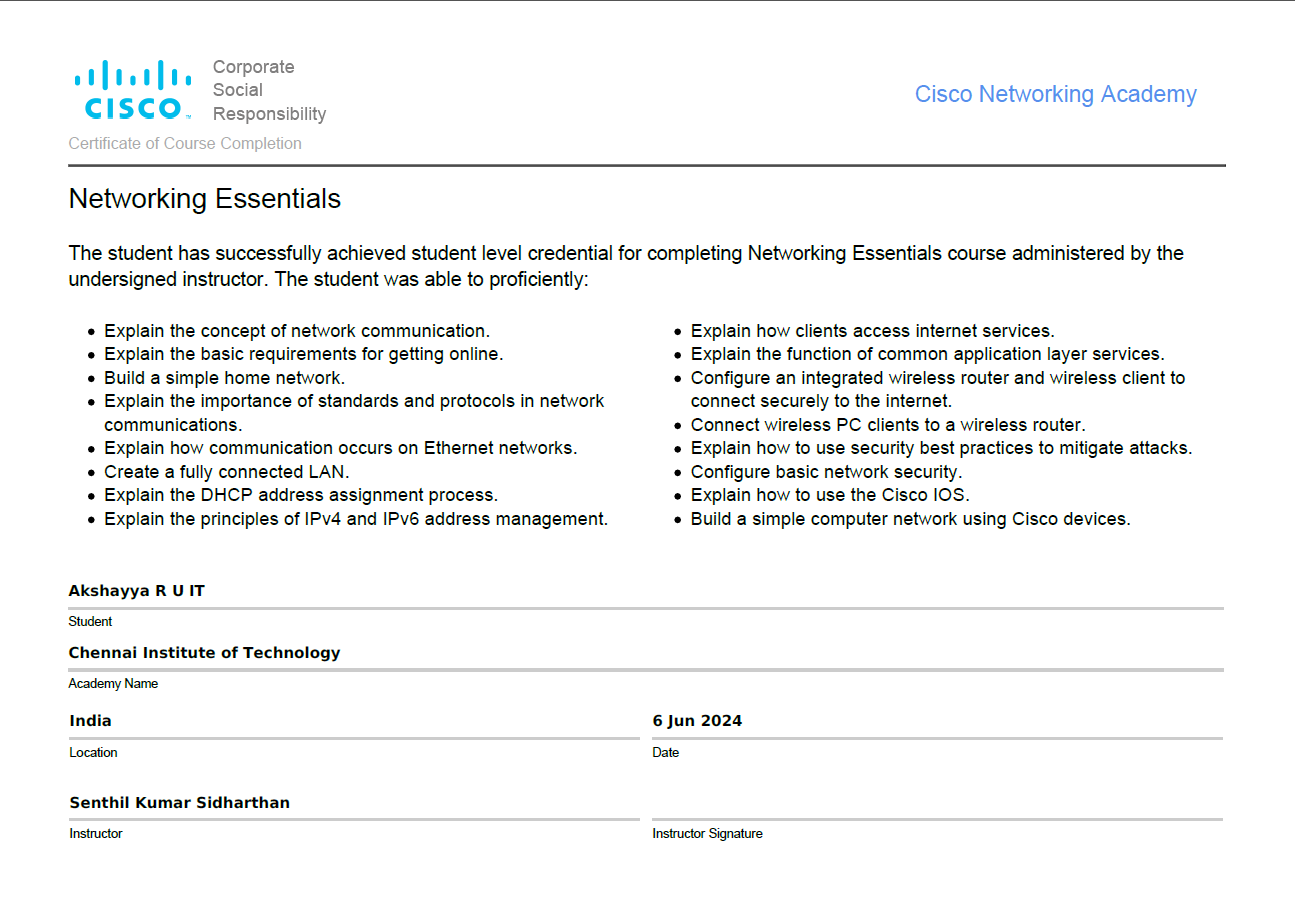 Corporate
Social
Responsibility
CISCO™
Cisco Networking Academy
Certificate of Course Completion
Networking Essentials
The student has successfully achieved student level credential for completing Networking Essentials course administered by the
undersigned instructor. The student was able to proficiently:
• Explain the concept of network communication.
• Explain the basic requirements for getting online.
• Build a simple home network.
• Explain the importance of standards and protocols in network
communications.
• Explain how communication occurs on Ethernet networks.
• Create a fully connected LAN.
• Explain the DHCP address assignment process.
• Explain the principles of IPv4 and IPv6 address management.
• Explain how clients access internet services.
• Explain the function of common application layer services.
• Configure an integrated wireless router and wireless client to
connect securely to the internet.
• Connect wireless PC clients to a wireless router.
• Explain how to use security best practices to mitigate attacks.
• Configure basic network security.
• Explain how to use the Cisco IOS.
• Build a simple computer network using Cisco devices.
Akshayya R U IT
Student
Chennai Institute of Technology
Academy Name
India
Location
6 Jun 2024
Date
Senthil Kumar Sidharthan
Instructor
Instructor Signature